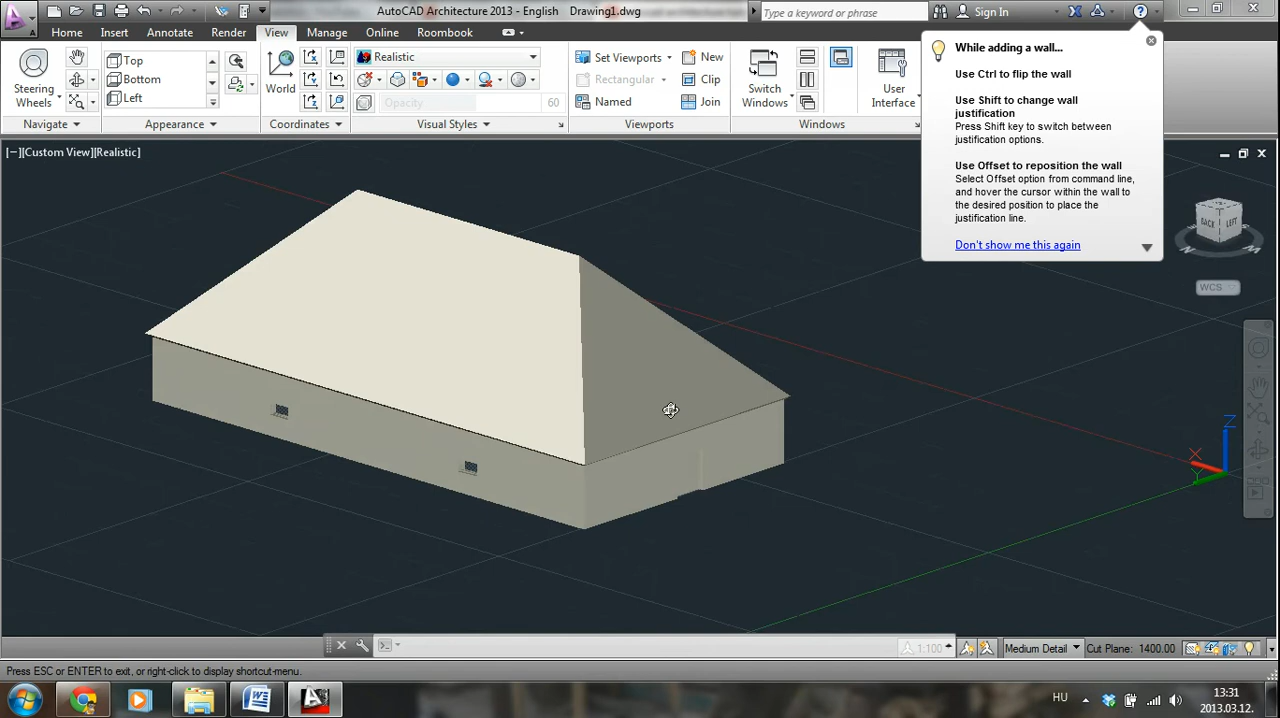 AutoCAD Architecture 2013 - English Drawing1.dwg
Type a keyword or phrase
Sign In
Home Insert Annotate Render View Manage Online Roombook
Steering
Wheels
Top
Bottom
Left
Navigate
Appearance
World
Coordinates
Realistic
Opacity 60
Visual Styles
Set Viewports
Rectangular
Named
New
Clip
Join
Viewports
Switch
Windows
User
Interface
Windows
While adding a wall...
Use Ctrl to flip the wall
Use Shift to change wall
justification
Press Shift key to switch between
justification options.
Use Offset to reposition the wall
Select Offset option from command line,
and hover the cursor within the wall to
the desired position to place the
justification line.
Don't show me this again
[−][Custom View][Realistic]
BACK LEFT
WCS
Z
X
Y
1:100
Medium Detail
Cut Plane: 1400.00
Press ESC or ENTER to exit, or right-click to display shortcut-menu.
HU
13:31
2013.03.12.